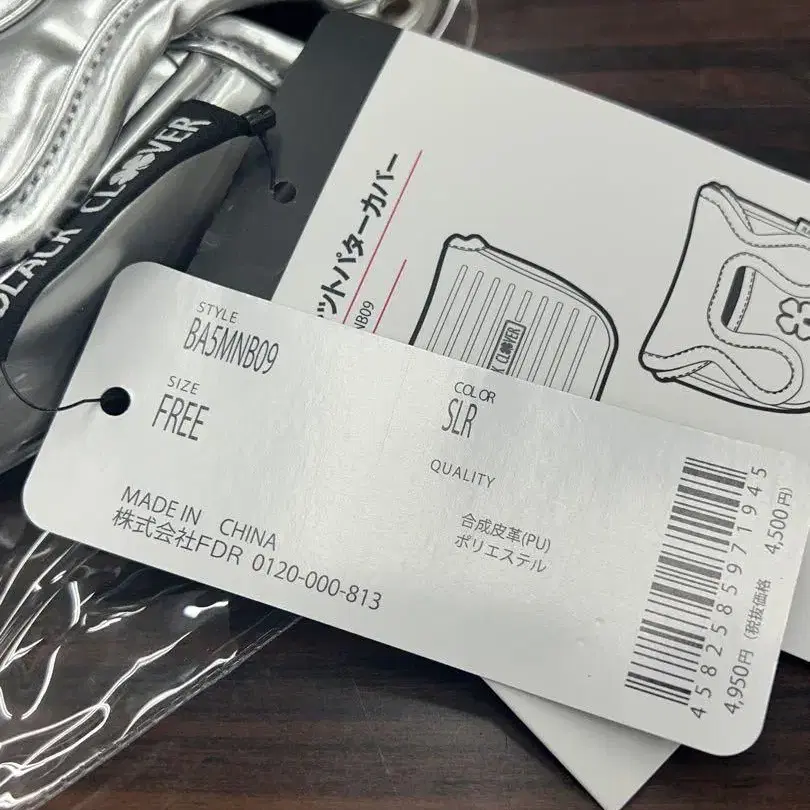 BLACK CLOVER
ットパターカバー
NB09
K CLOVER
STYLE
BA5MNB09
SIZE
FREE
COLOR
SLR
QUALITY
合成皮革(PU)
ポリエステル
MADE IN CHINA
株式会社FDR 0120-000-813
4582585971945
4,950円 (税抜価格 4,500円)